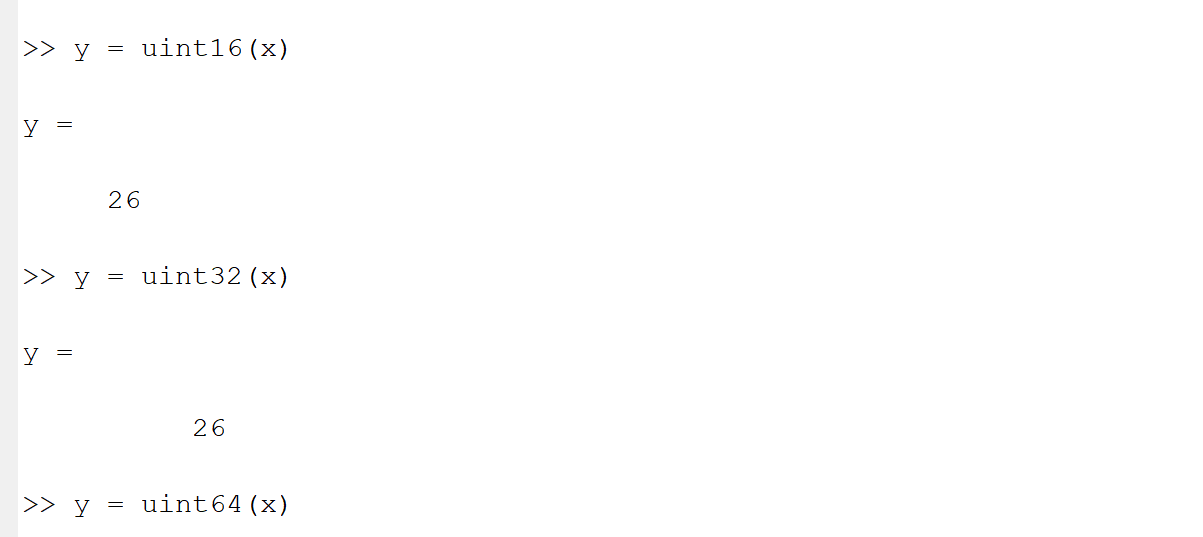 >> y = uint16(x)
y =
26
>> y = uint32(x)
y =
26
>> y = uint64(x)